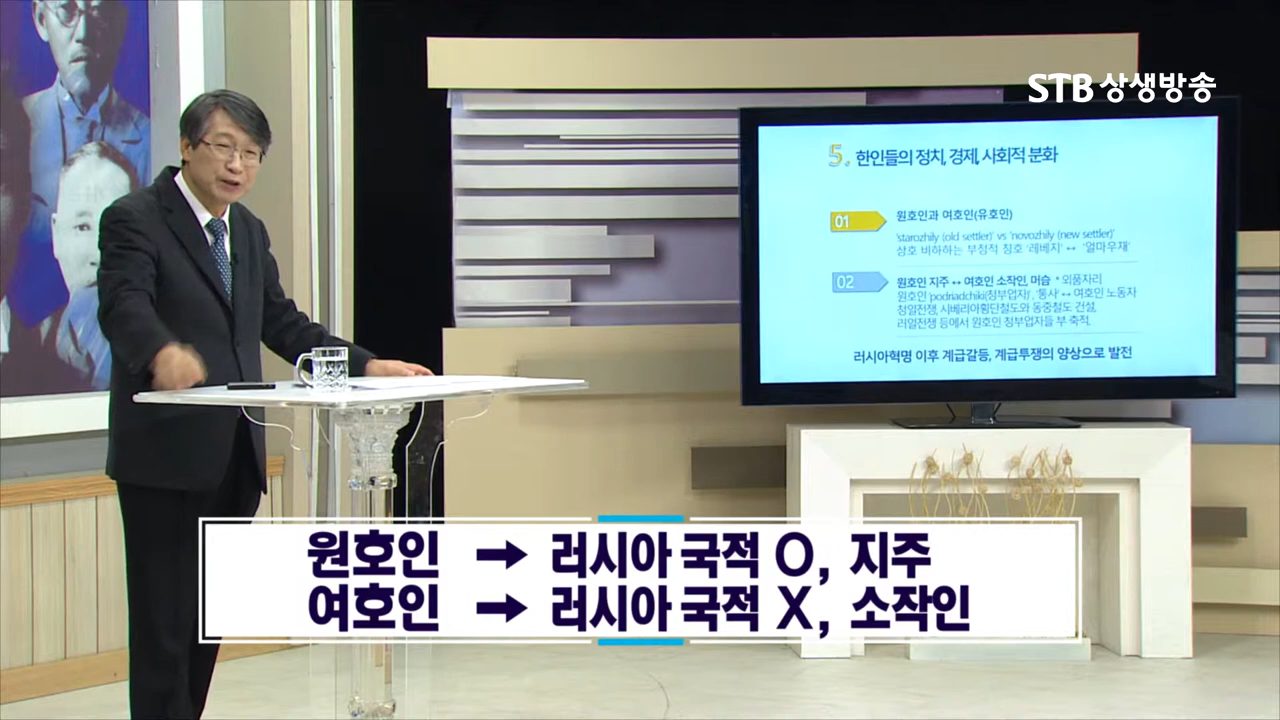 STB 상생방송
5. 한인들의 정치, 경제, 사회적 분화
01 원호인과 여호인(유호인)
'starozhily (old settler)' vs 'novozhily (new settler)'
상호 비하하는 부정적 칭호 '레베지' ↔ '얼마우재'
02 원호인 지주 ↔ 여호인 소작인, 머슴 * 외품자리
원호인 'podriadchiki(청부업자)', '통사' ↔ 여호인 노동자
청일전쟁, 시베리아횡단철도와 동중철도 건설,
러일전쟁 등에서 원호인 청부업자들 부 축적.
러시아혁명 이후 계급갈등, 계급투쟁의 양상으로 발전
원호인 → 러시아 국적 O, 지주
여호인 → 러시아 국적 X, 소작인